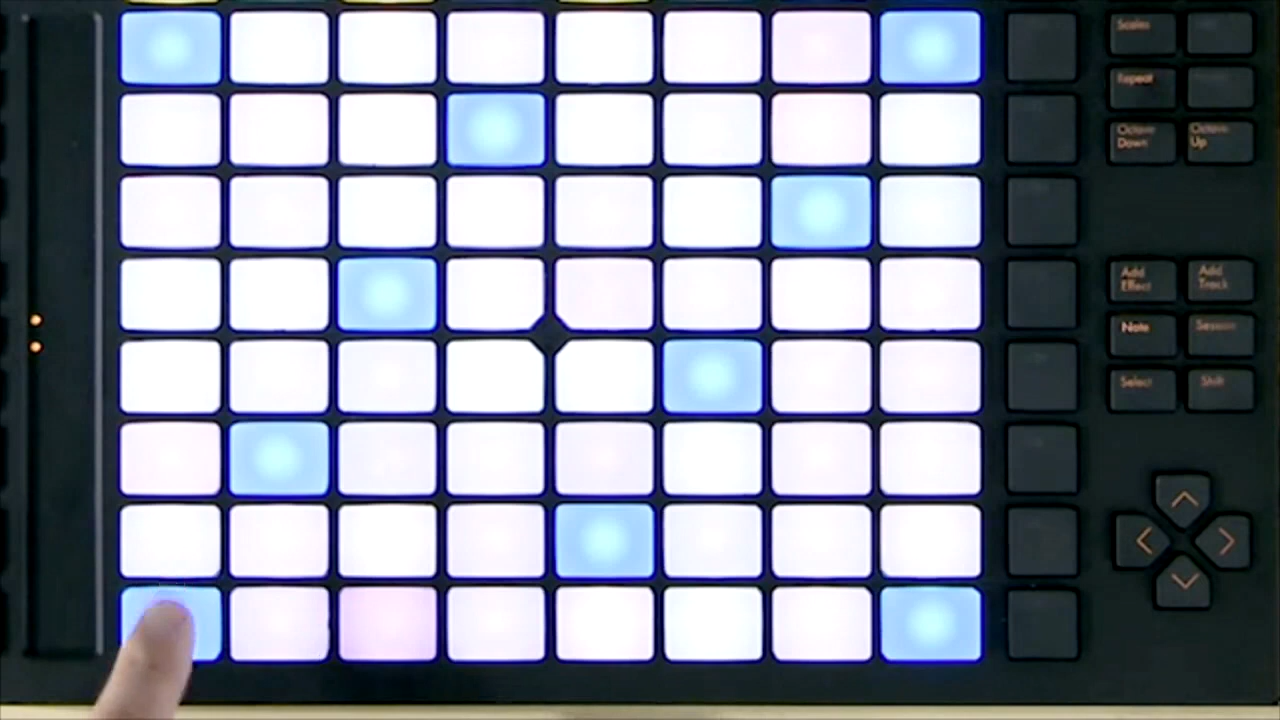 Scales
Repeat
Octave
Down
Octave
Up
Add
Effect
Add
Track
Note
Session
Select
Shift